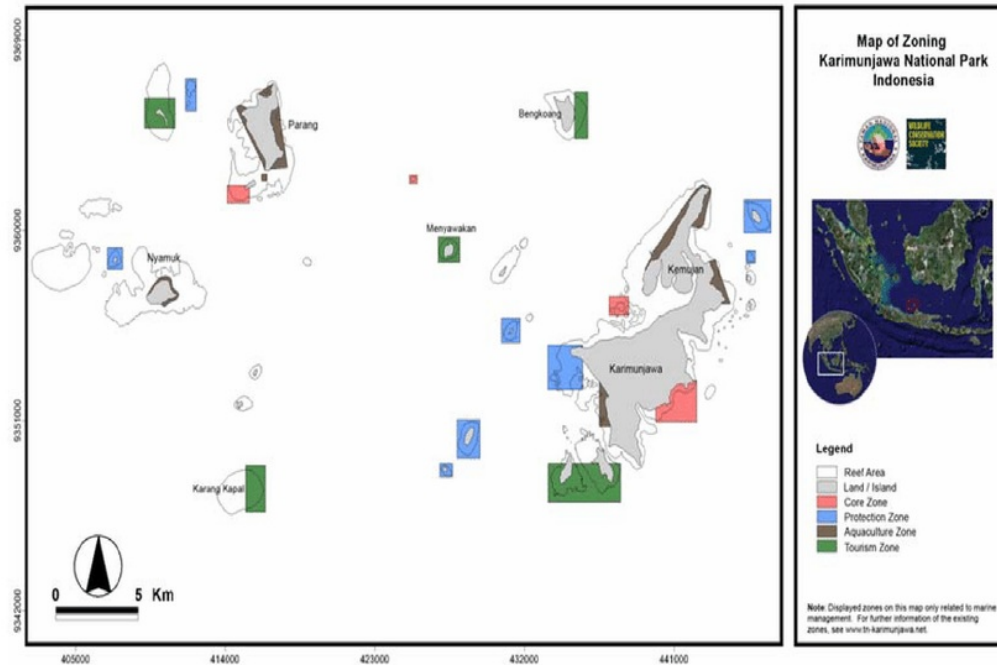 9369000
9360000
9351000
9342000
Parang
Bengkoang
Menyawakan
Nyamuk
Kemujan
Karimunjawa
Karang Kapal
0 5 Km
405000 414000 423000 432000 441000
Map of Zoning
Karimunjawa National Park
Indonesia
WILDLIFE
CONSERVATION
SOCIETY
Legend
Reef Area
Land / Island
Core Zone
Protection Zone
Aquaculture Zone
Tourism Zone
Note: Displayed zones on this map only related to marine
management. For further information of the existing
zones, see www.tn-karimunjawa.net.